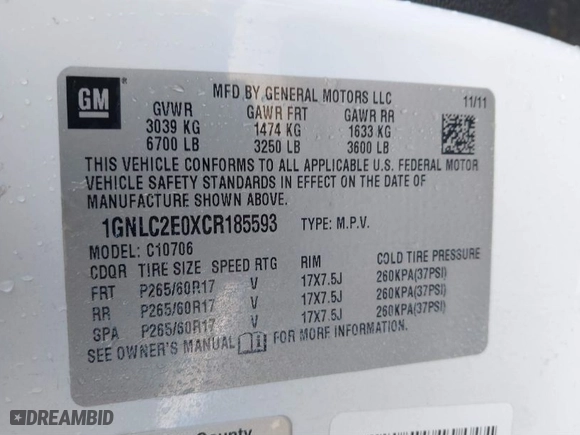 GM
MFD BY GENERAL MOTORS LLC
11/11
GVWR GAWR FRT GAWR RR
3039 KG 1474 KG 1633 KG
6700 LB 3250 LB 3600 LB
THIS VEHICLE CONFORMS TO ALL APPLICABLE U.S. FEDERAL MOTOR
VEHICLE SAFETY STANDARDS IN EFFECT ON THE DATE OF
MANUFACTURE SHOWN ABOVE.
1GNLC2E0XCR185593 TYPE: M.P.V.
MODEL: C10706
CDQR TIRE SIZE SPEED RTG RIM COLD TIRE PRESSURE
FRT P265/60R17 V 17X7.5J 260KPA(37PSI)
RR P265/60R17 V 17X7.5J 260KPA(37PSI)
SPA P265/60R17 V 17X7.5J 260KPA(37PSI)
SEE OWNER'S MANUAL FOR MORE INFORMATION.
County
DREAMBID